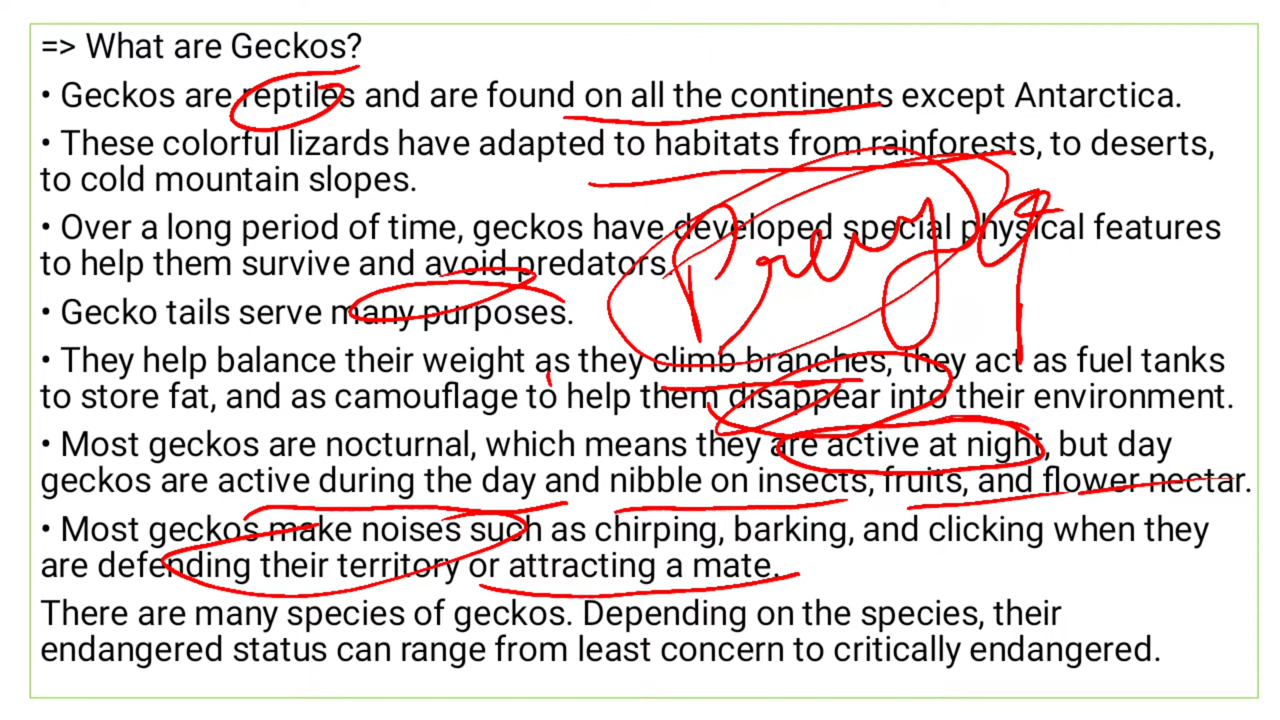 => What are Geckos?
• Geckos are reptiles and are found on all the continents except Antarctica.
• These colorful lizards have adapted to habitats from rainforests, to deserts,
to cold mountain slopes.
• Over a long period of time, geckos have developed special physical features
to help them survive and avoid predators.
• Gecko tails serve many purposes.
• They help balance their weight as they climb branches, they act as fuel tanks
to store fat, and as camouflage to help them disappear into their environment.
• Most geckos are nocturnal, which means they are active at night, but day
geckos are active during the day and nibble on insects, fruits, and flower nectar.
• Most geckos make noises such as chirping, barking, and clicking when they
are defending their territory or attracting a mate.
There are many species of geckos. Depending on the species, their
endangered status can range from least concern to critically endangered.